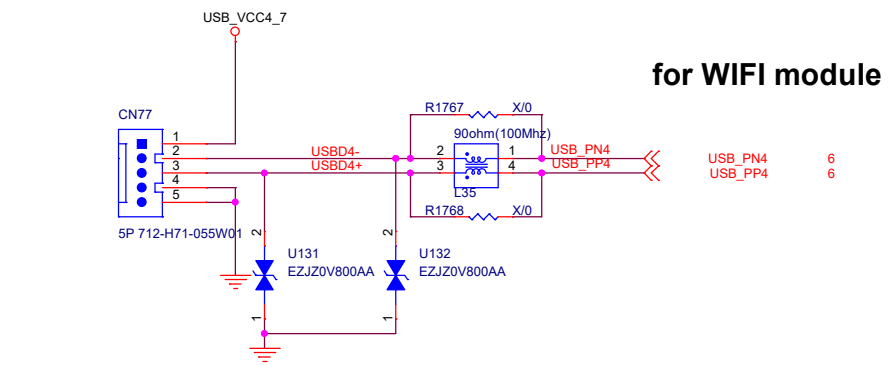 USB_VCC4_7
for WIFI module
CN77
R1767 X/0
90ohm(100Mhz)
1
2
3
4
5
USBD4-
USBD4+
2 1
3 4
USB_PN4
USB_PP4
USB_PN4 6
USB_PP4 6
L35
R1768 X/0
5P 712-H71-055W01
2
2
U131
EZJZ0V800AA
U132
EZJZ0V800AA
1
1